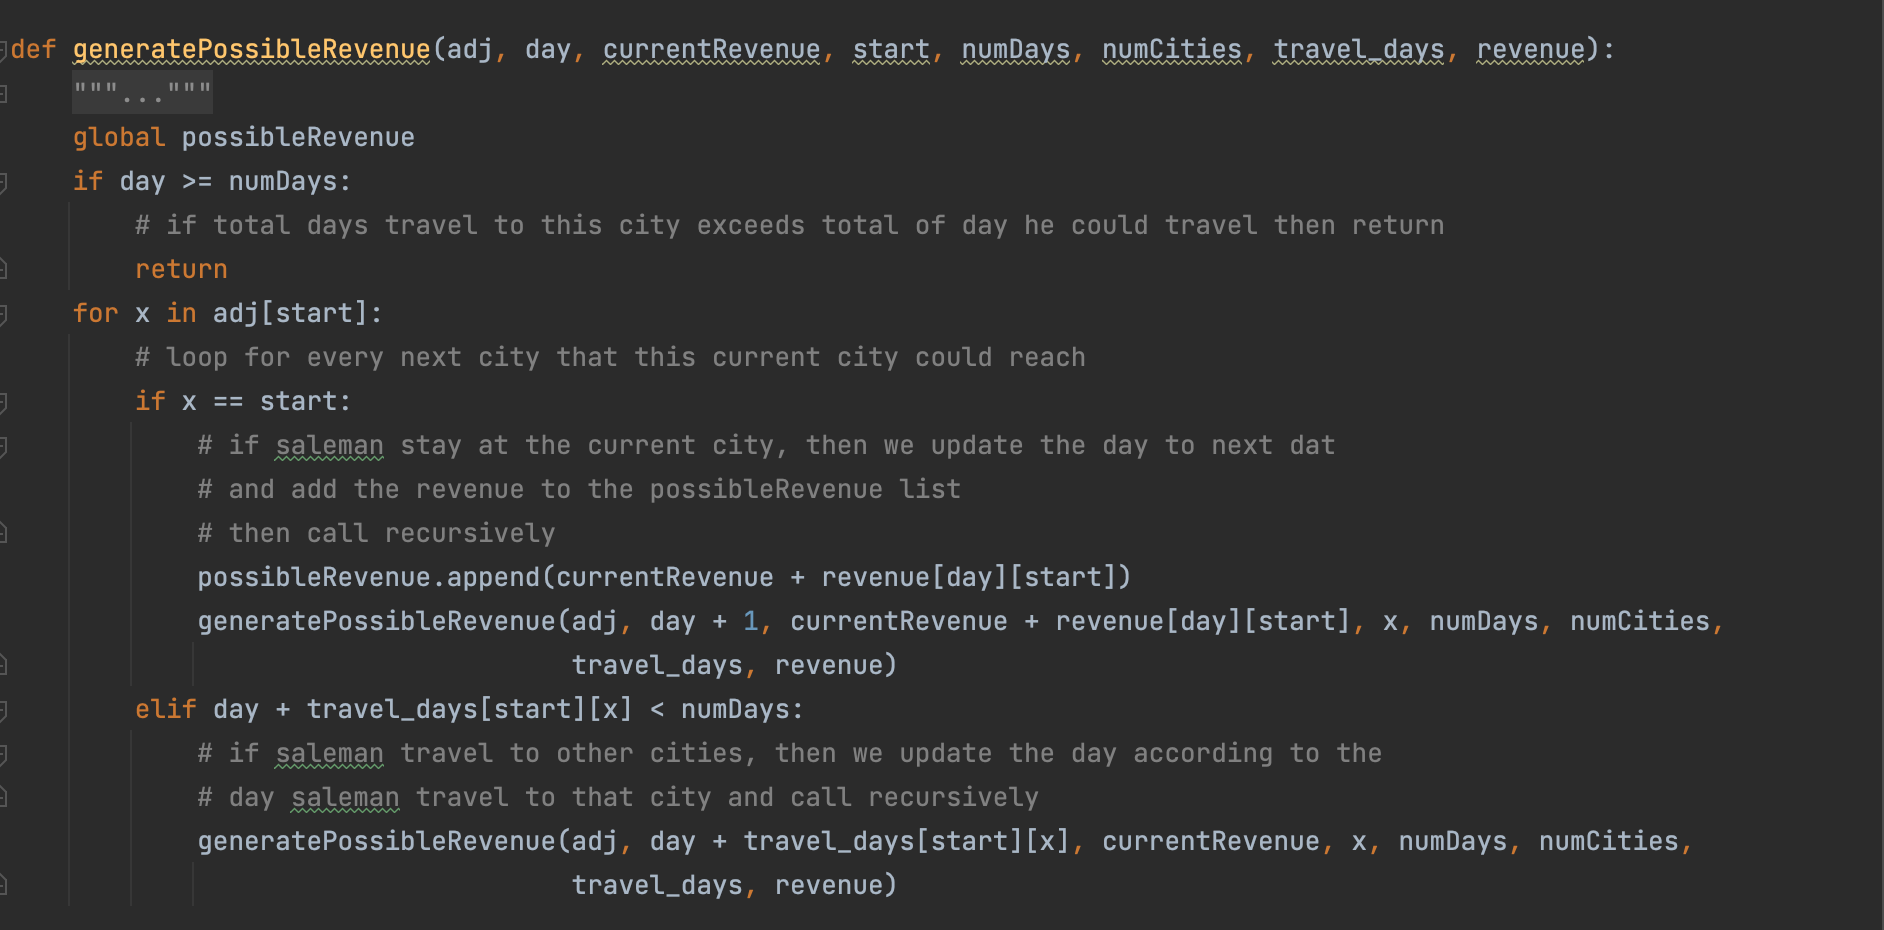 def generatePossibleRevenue(adj, day, currentRevenue, start, numDays, numCities, travel_days, revenue):
    """..."""
    global possibleRevenue
    if day >= numDays:
        # if total days travel to this city exceeds total of day he could travel then return
        return
    for x in adj[start]:
        # loop for every next city that this current city could reach
        if x == start:
            # if saleman stay at the current city, then we update the day to next dat
            # and add the revenue to the possibleRevenue list
            # then call recursively
            possibleRevenue.append(currentRevenue + revenue[day][start])
            generatePossibleRevenue(adj, day + 1, currentRevenue + revenue[day][start], x, numDays, numCities,
                                    travel_days, revenue)
        elif day + travel_days[start][x] < numDays:
            # if saleman travel to other cities, then we update the day according to the
            # day saleman travel to that city and call recursively
            generatePossibleRevenue(adj, day + travel_days[start][x], currentRevenue, x, numDays, numCities,
                                    travel_days, revenue)